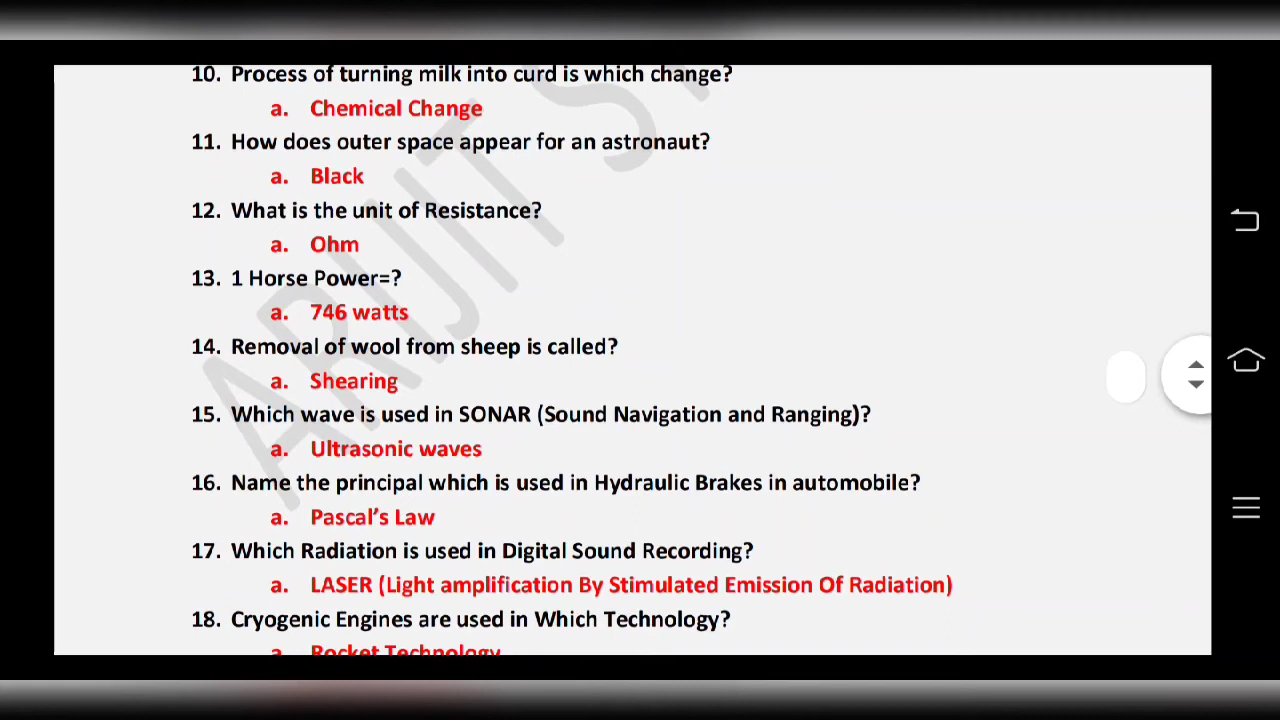 10. Process of turning milk into curd is which change?
a. Chemical Change
11. How does outer space appear for an astronaut?
a. Black
12. What is the unit of Resistance?
a. Ohm
13. 1 Horse Power=?
a. 746 watts
14. Removal of wool from sheep is called?
a. Shearing
15. Which wave is used in SONAR (Sound Navigation and Ranging)?
a. Ultrasonic waves
16. Name the principal which is used in Hydraulic Brakes in automobile?
a. Pascal's Law
17. Which Radiation is used in Digital Sound Recording?
a. LASER (Light amplification By Stimulated Emission Of Radiation)
18. Cryogenic Engines are used in Which Technology?
a. Rocket Technology
ARIJIT S